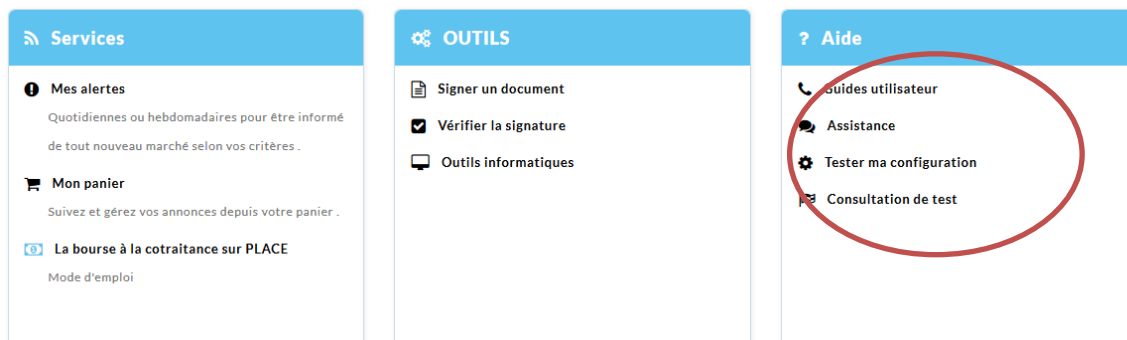 Services
Mes alertes
Quotidiennes ou hebdomadaires pour être informé
de tout nouveau marché selon vos critères .
Mon panier
Suivez et gérez vos annonces depuis votre panier .
La bourse à la cotraitance sur PLACE
Mode d'emploi
OUTILS
Signer un document
Vérifier la signature
Outils informatiques
? Aide
Guides utilisateur
Assistance
Tester ma configuration
Consultation de test